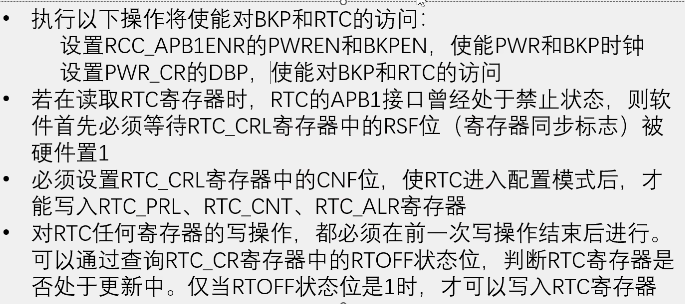 • 执行以下操作将使能对BKP和RTC的访问：
设置RCC_APB1ENR的PWREN和BKPEN，使能PWR和BKP时钟
设置PWR_CR的DBP，使能对BKP和RTC的访问
• 若在读取RTC寄存器时，RTC的APB1接口曾经处于禁止状态，则软
件首先必须等待RTC_CRL寄存器中的RSF位（寄存器同步标志）被
硬件置1
• 必须设置RTC_CRL寄存器中的CNF位，使RTC进入配置模式后，才
能写入RTC_PRL、RTC_CNT、RTC_ALR寄存器
• 对RTC任何寄存器的写操作，都必须在前一次写操作结束后进行。
可以通过查询RTC_CR寄存器中的RTOFF状态位，判断RTC寄存器是
否处于更新中。仅当RTOFF状态位是1时，才可以写入RTC寄存器